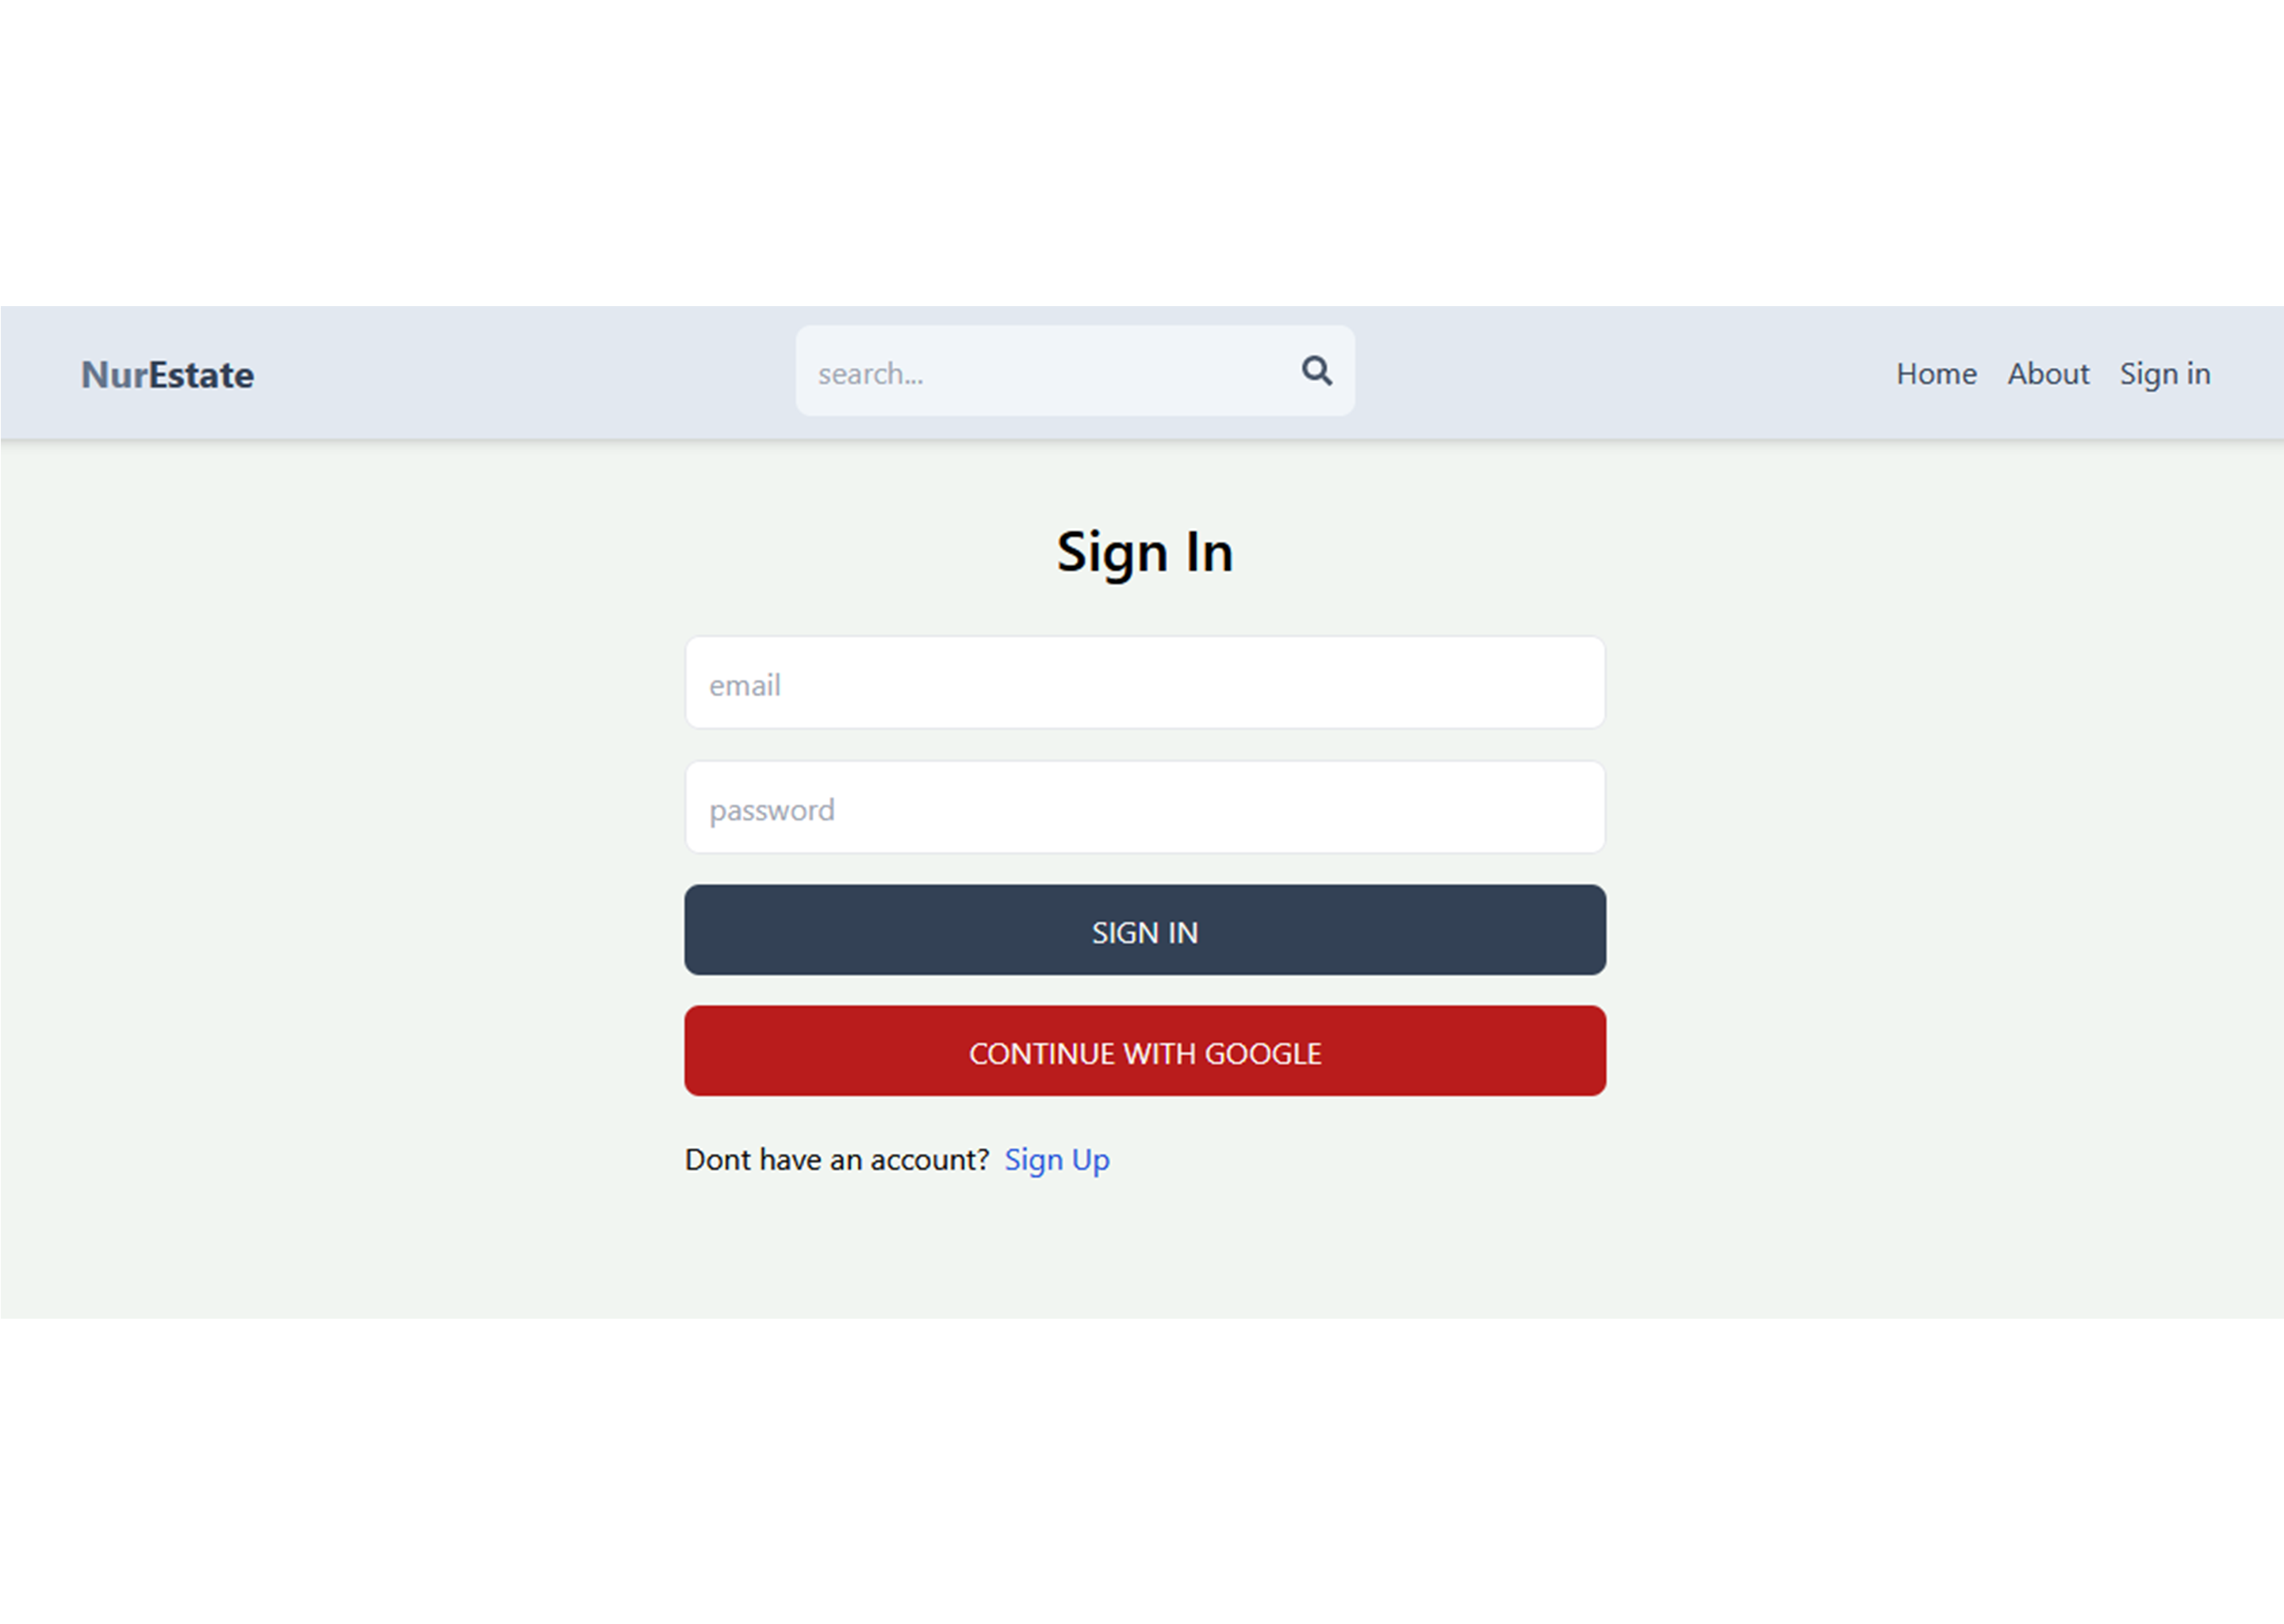 NurEstate
search...
Home About Sign in
Sign In
email
password
SIGN IN
CONTINUE WITH GOOGLE
Dont have an account? Sign Up